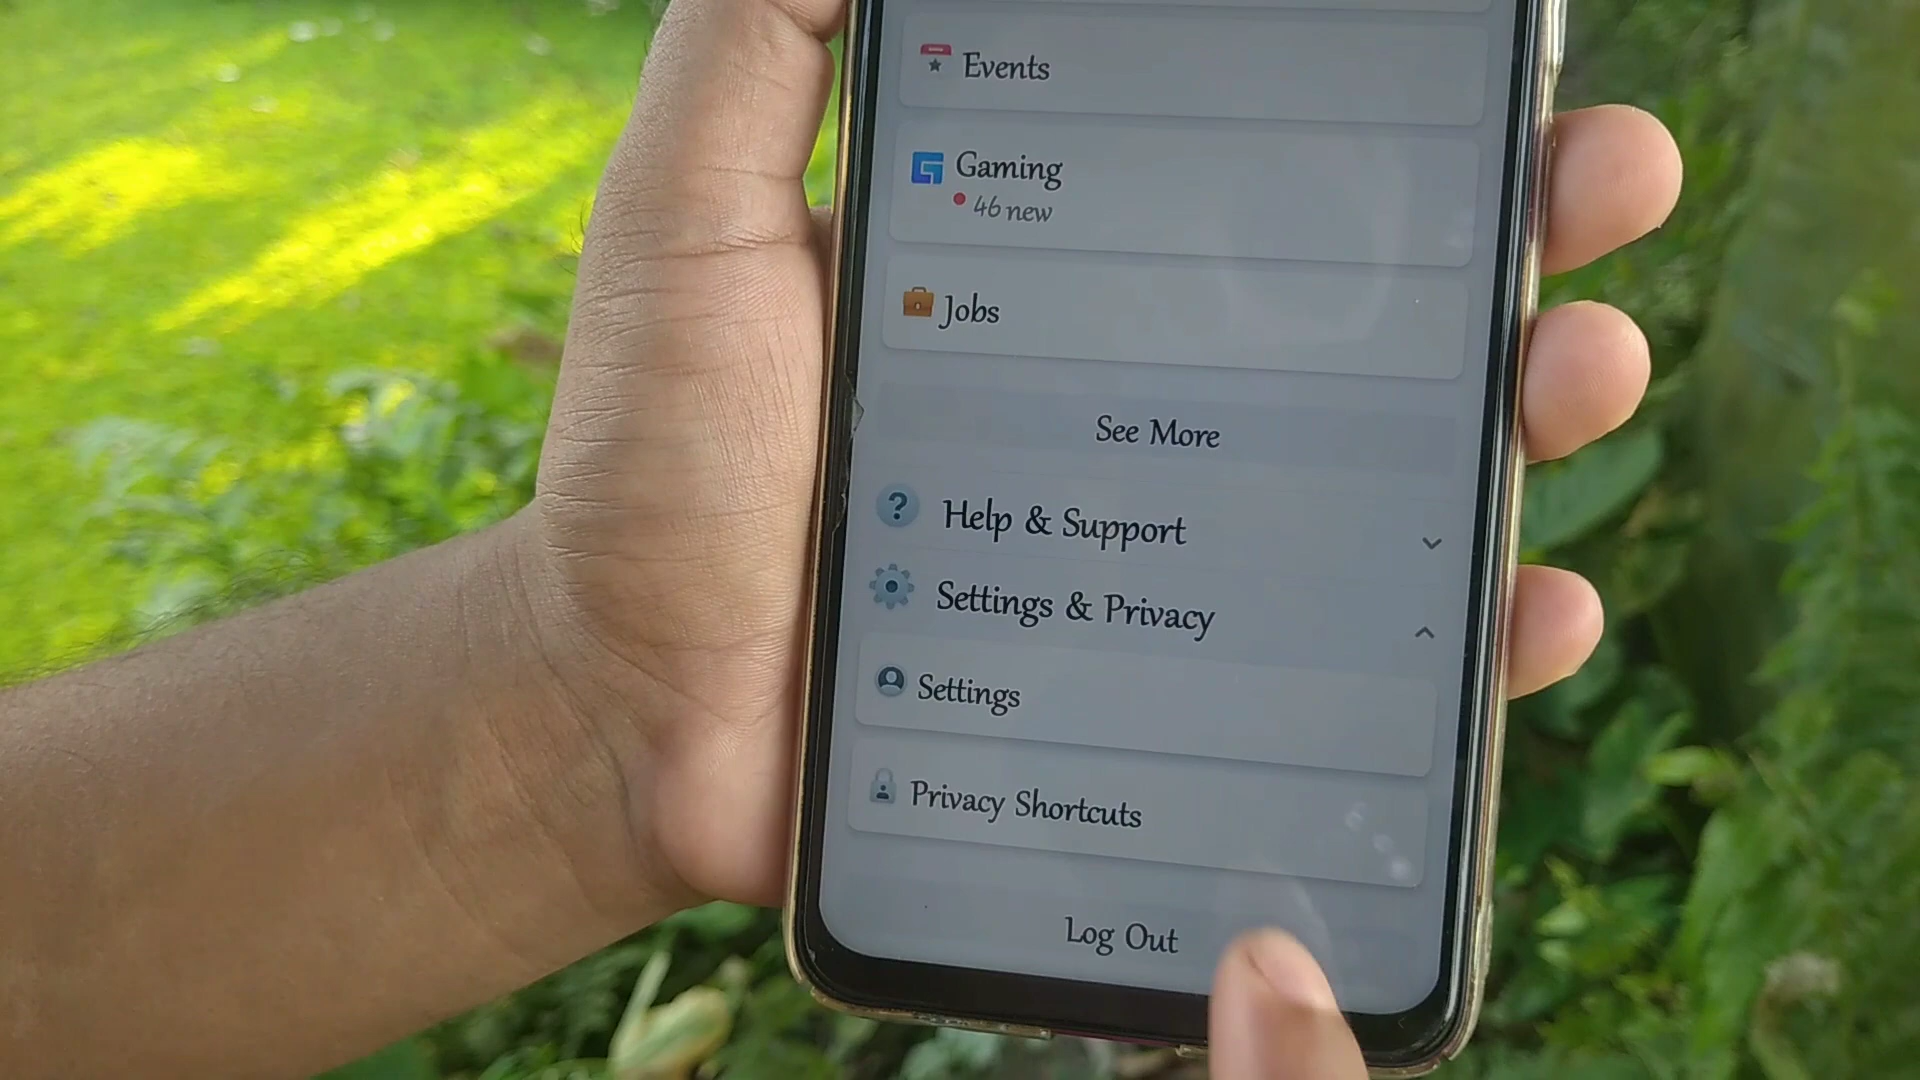 Events
Gaming
46 new
Jobs
See More
Help & Support
Settings & Privacy
Settings
Privacy Shortcuts
Log Out